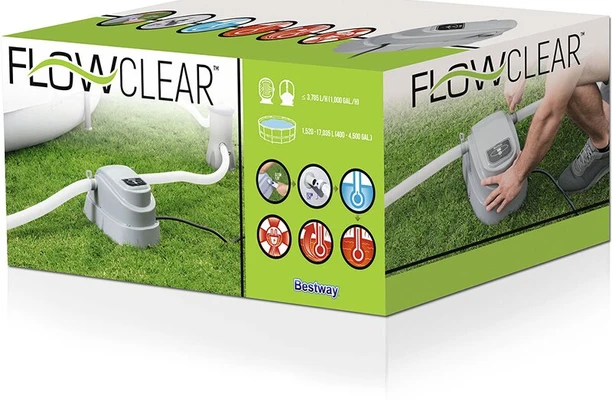 FLOWCLEAR™
≤ 3,785 L/H (1,000 GAL./H)
1,520 - 17,035 L (400 - 4,500 GAL.)
Bestway
FLOWCLEAR™